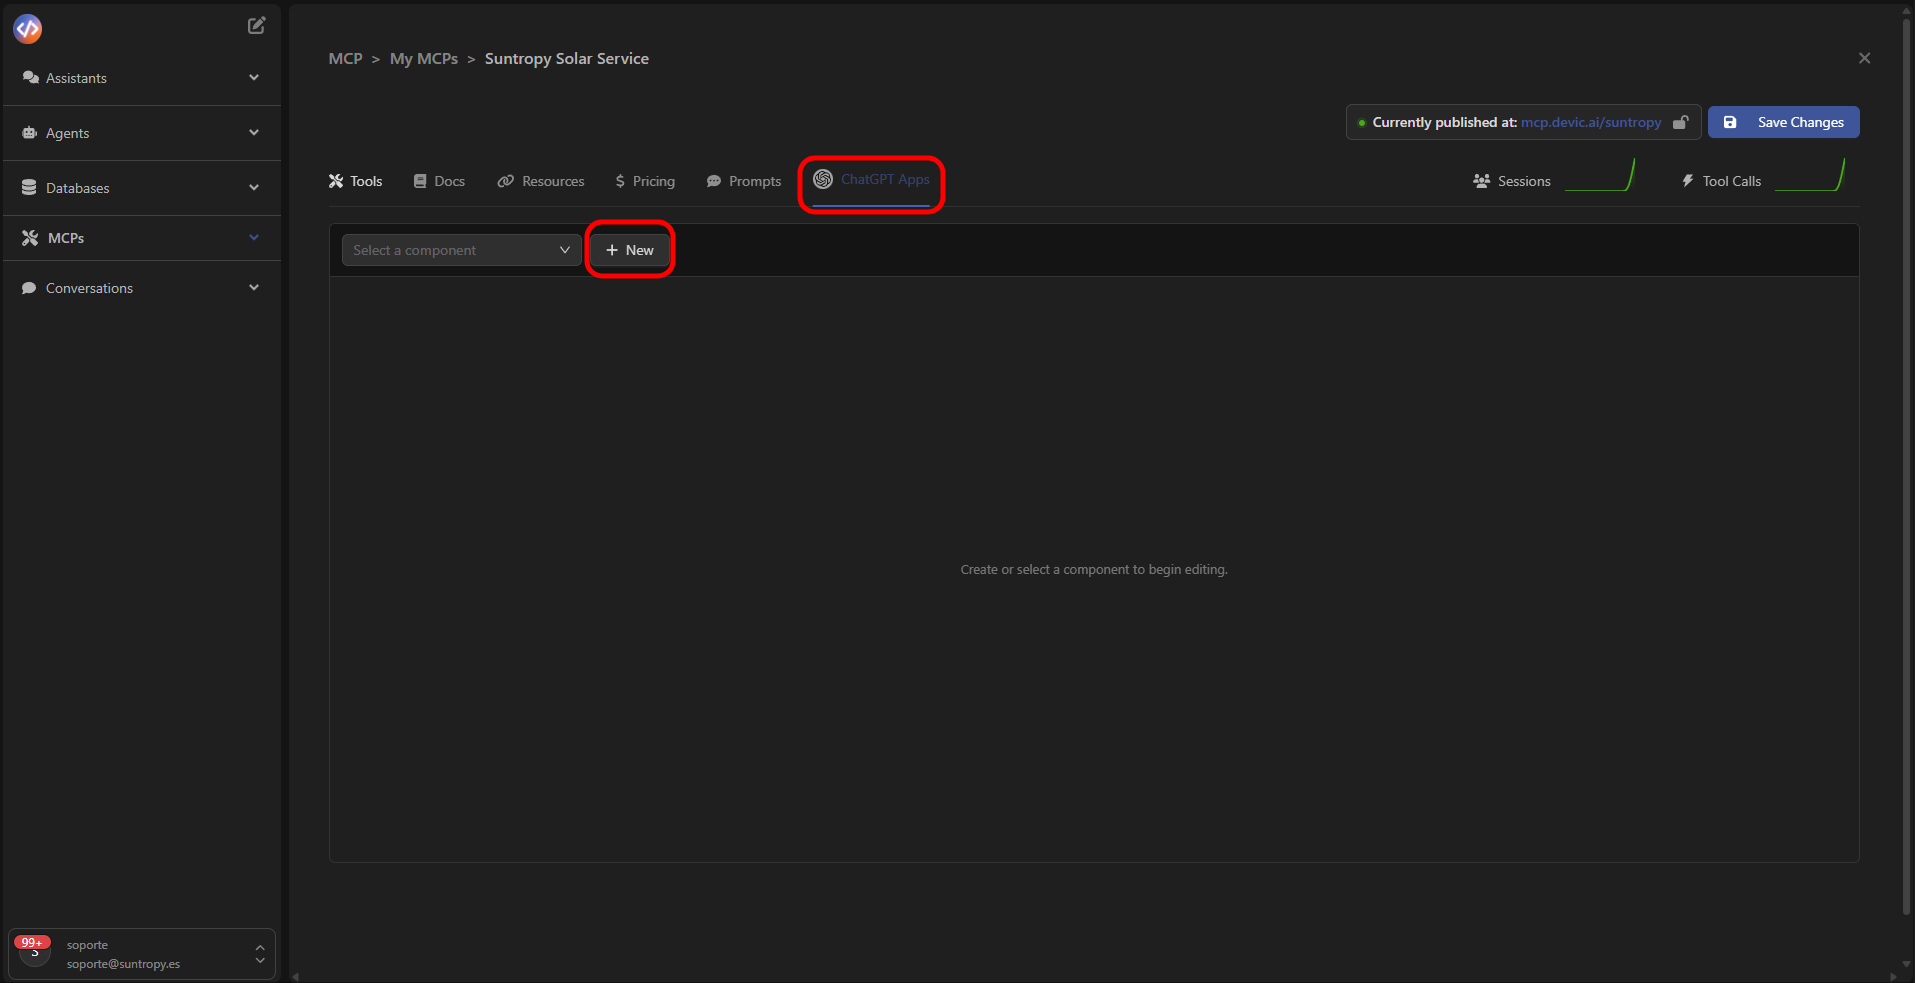 Assistants
Agents
Databases
MCPs
Conversations
MCP > My MCPs > Suntropy Solar Service
Currently published at: mcp.devic.ai/suntropy
Save Changes
Tools Docs Resources $ Pricing Prompts ChatGPT Apps Sessions Tool Calls
Select a component + New
Create or select a component to begin editing.
99+
soporte
soporte@suntropy.es